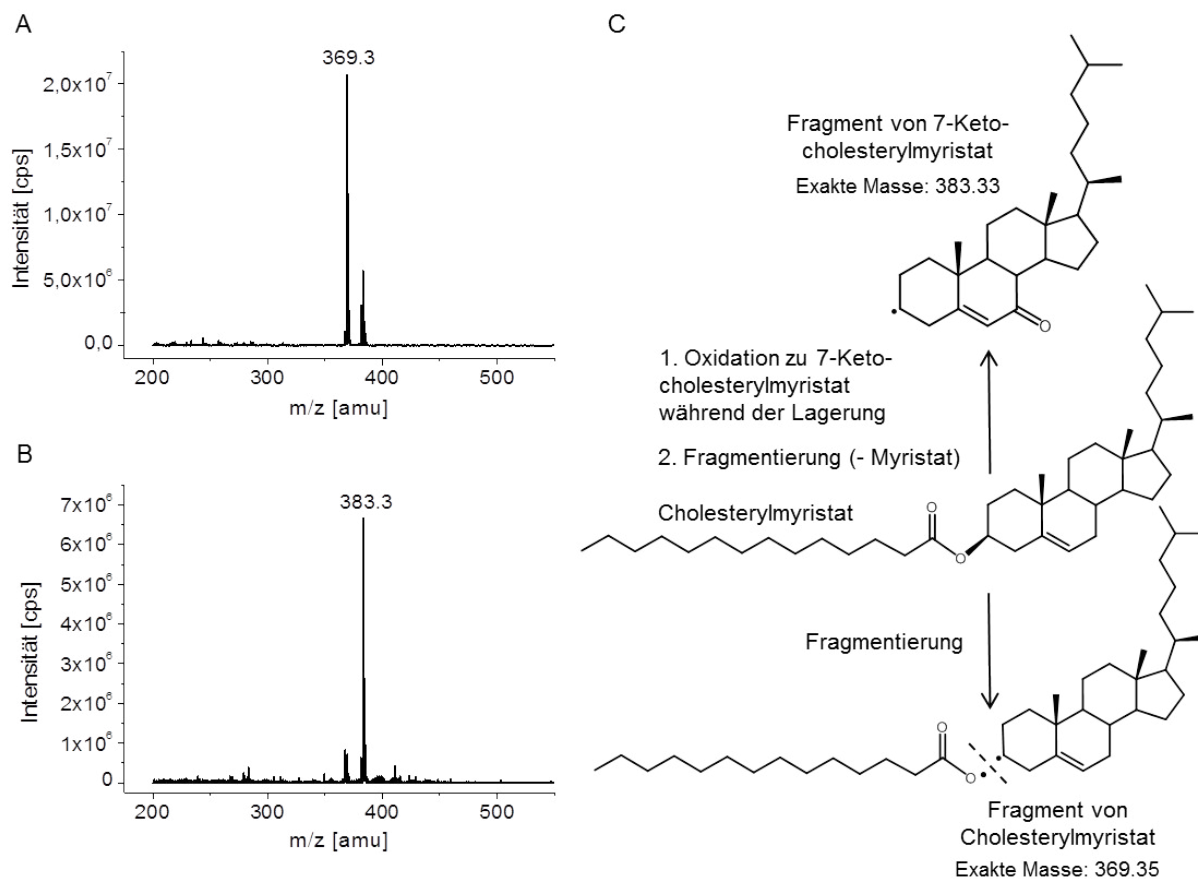 A
369.3
2,0x10⁷
1,5x10⁷
1,0x10⁷
5,0x10⁶
0,0
Intensität [cps]
200
300
400
500
m/z [amu]
B
383.3
7x10⁶
6x10⁶
5x10⁶
4x10⁶
3x10⁶
2x10⁶
1x10⁶
0
Intensität [cps]
200
300
400
500
m/z [amu]
C
Fragment von 7-Keto-
cholesterylmyristat
Exakte Masse: 383.33
O
1. Oxidation zu 7-Keto-
cholesterylmyristat
während der Lagerung
2. Fragmentierung (- Myristat)
Cholesterylmyristat
O
O
Fragmentierung
O
O
Fragment von
Cholesterylmyristat
Exakte Masse: 369.35